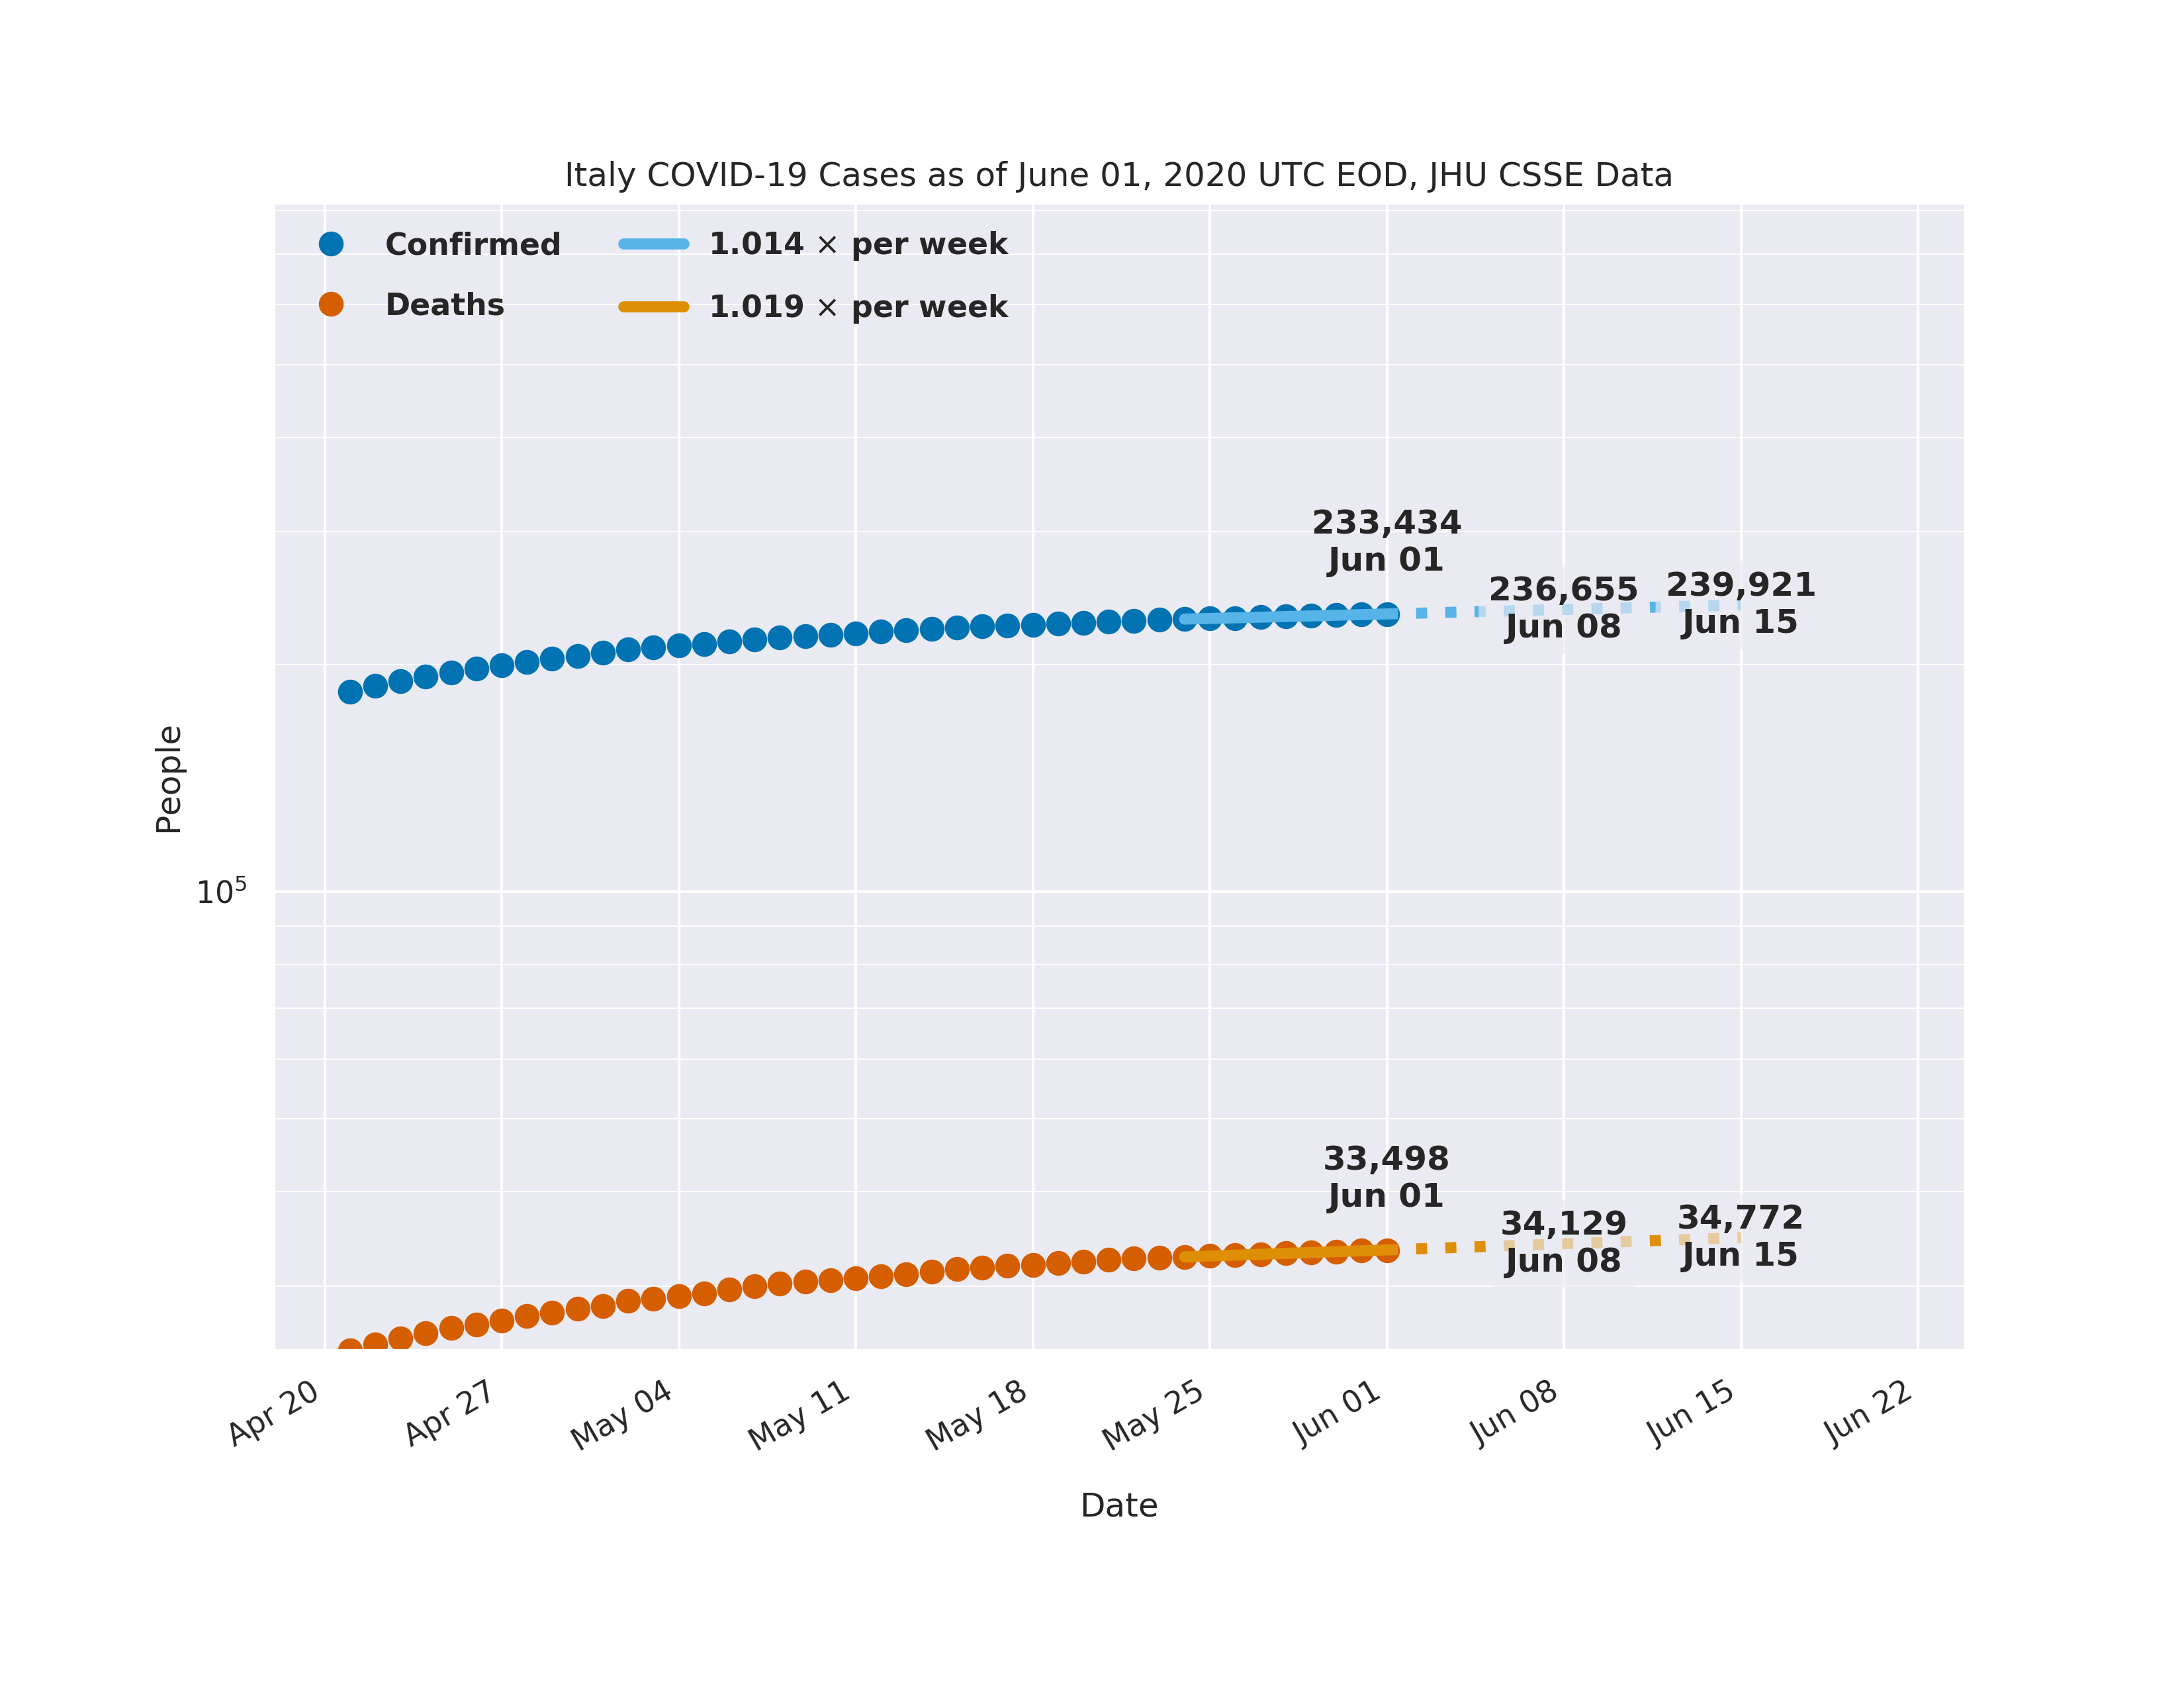 Italy COVID-19 Cases as of June 01, 2020 UTC EOD, JHU CSSE Data
Confirmed
Deaths
1.014 × per week
1.019 × per week
233,434
Jun 01
236,655
Jun 08
239,921
Jun 15
People
10⁵
33,498
Jun 01
34,129
Jun 08
34,772
Jun 15
Apr 20
Apr 27
May 04
May 11
May 18
May 25
Jun 01
Jun 08
Jun 15
Jun 22
Date